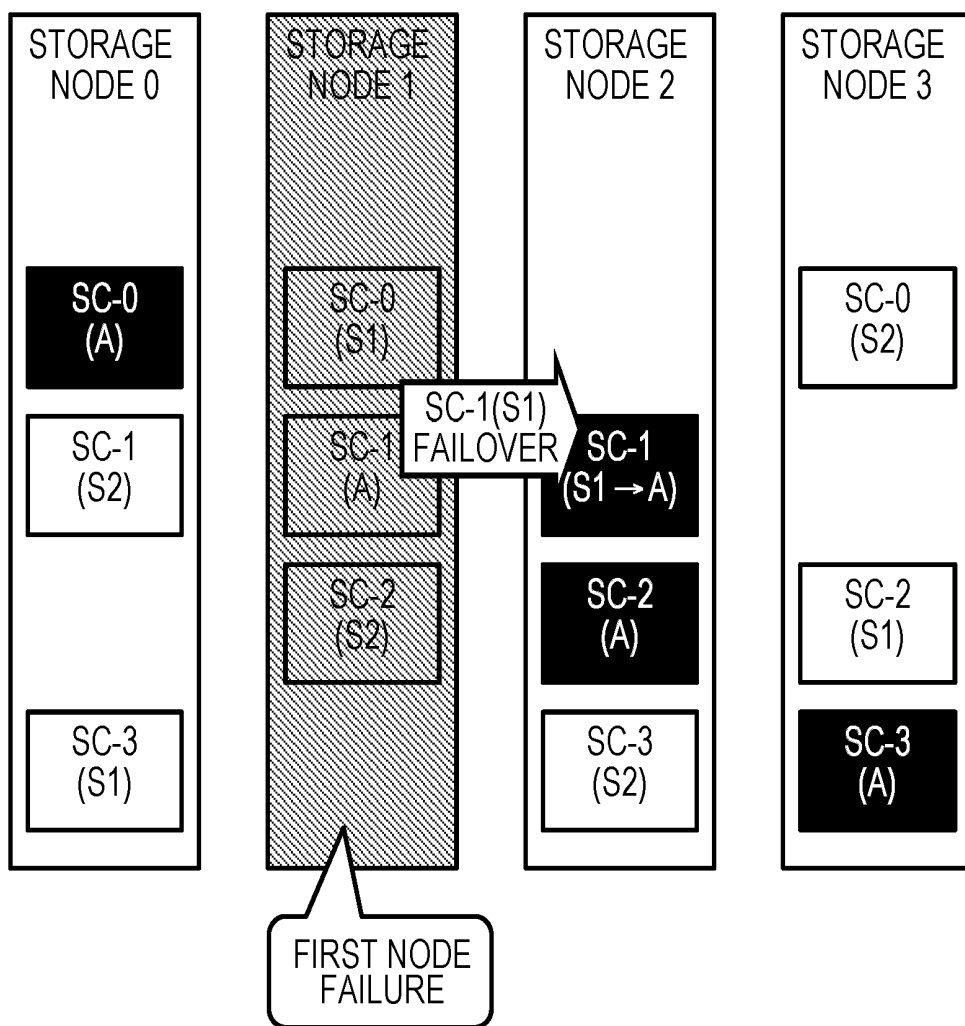 STORAGE
NODE 0
STORAGE
NODE 1
STORAGE
NODE 2
STORAGE
NODE 3
SC-0
(A)
SC-0
(S1)
SC-0
(S2)
SC-1
(S2)
SC-1
(A)
SC-1(S1)
FAILOVER
SC-1
(S1→A)
SC-2
(S2)
SC-2
(A)
SC-2
(S1)
SC-3
(S1)
SC-3
(S2)
SC-3
(A)
FIRST NODE
FAILURE